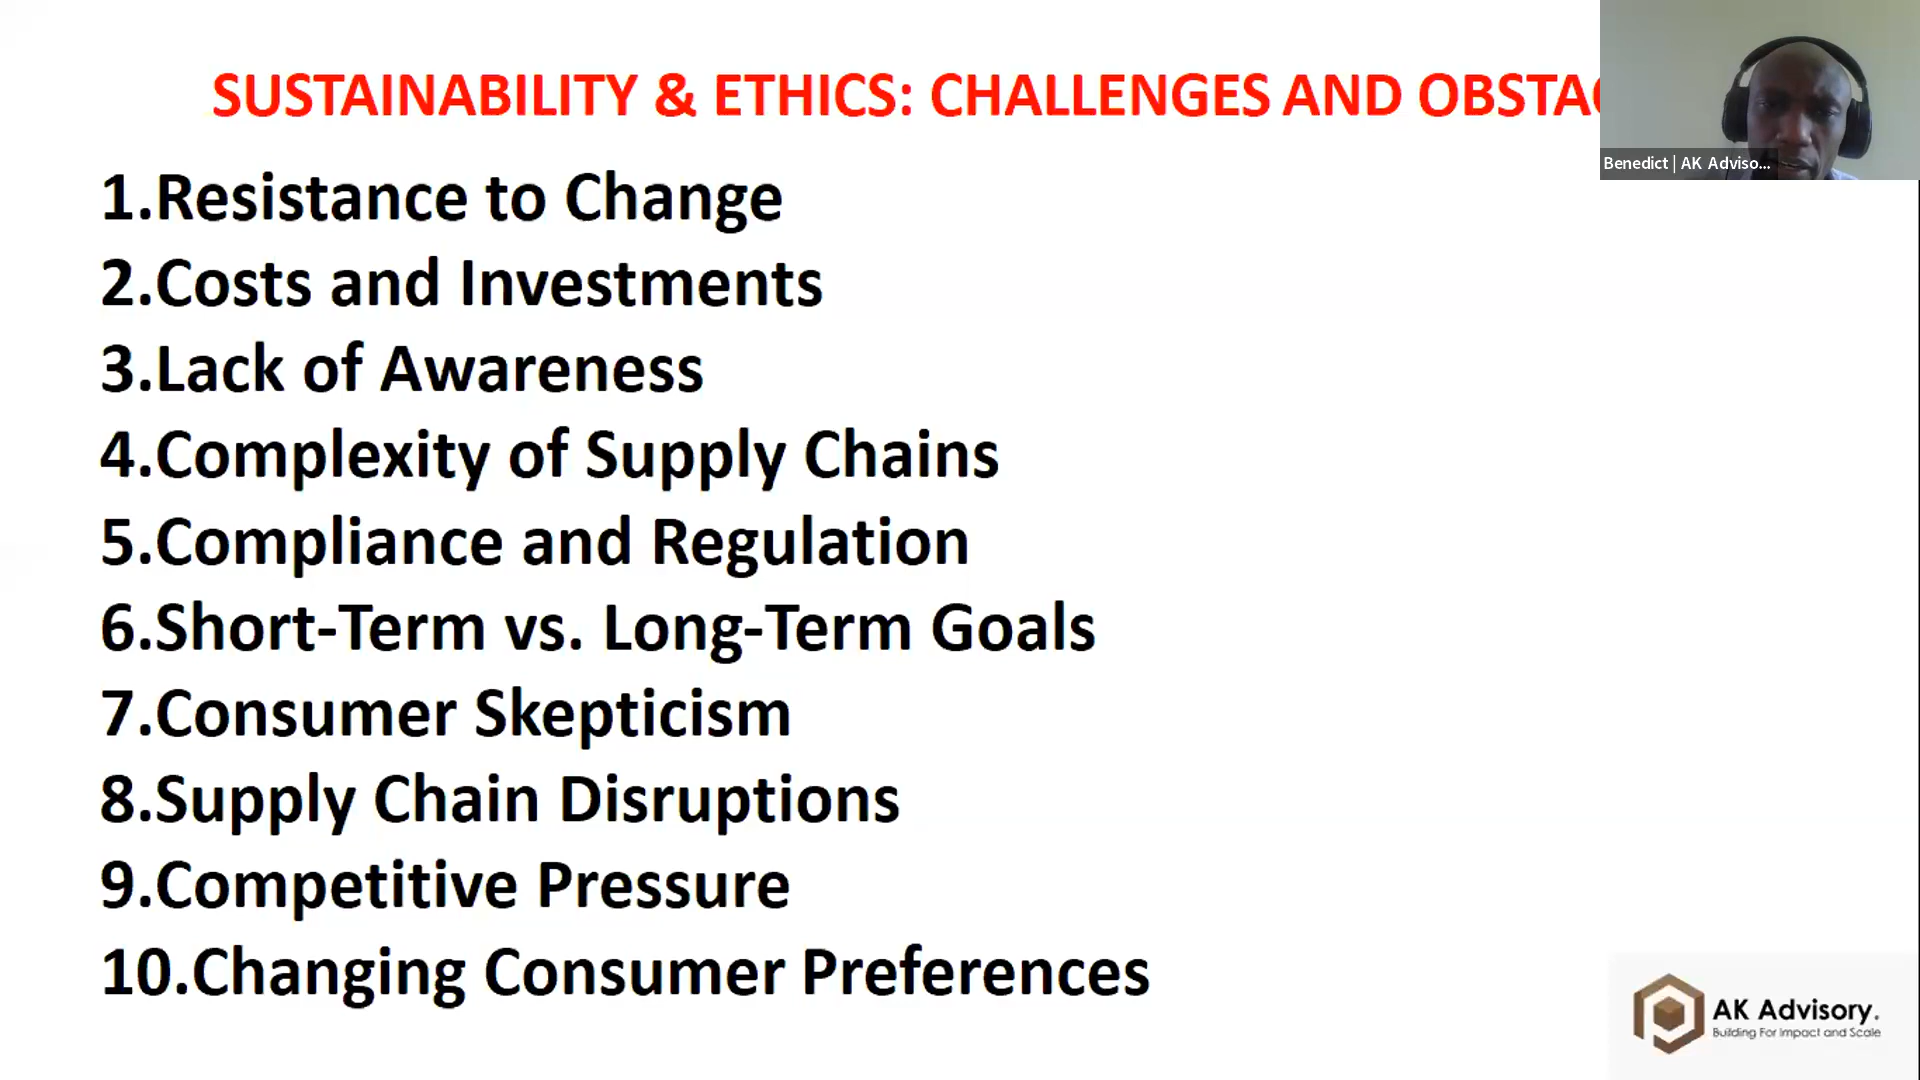 SUSTAINABILITY & ETHICS: CHALLENGES AND
Benedict | AK Adviso...
1.Resistance to Change
2.Costs and Investments
3.Lack of Awareness
4.Complexity of Supply Chains
5.Compliance and Regulation
6.Short-Term vs. Long-Term Goals
7.Consumer Skepticism
8.Supply Chain Disruptions
9.Competitive Pressure
10.Changing Consumer Preferences
AK Advisory.
Building For Impact and Scale